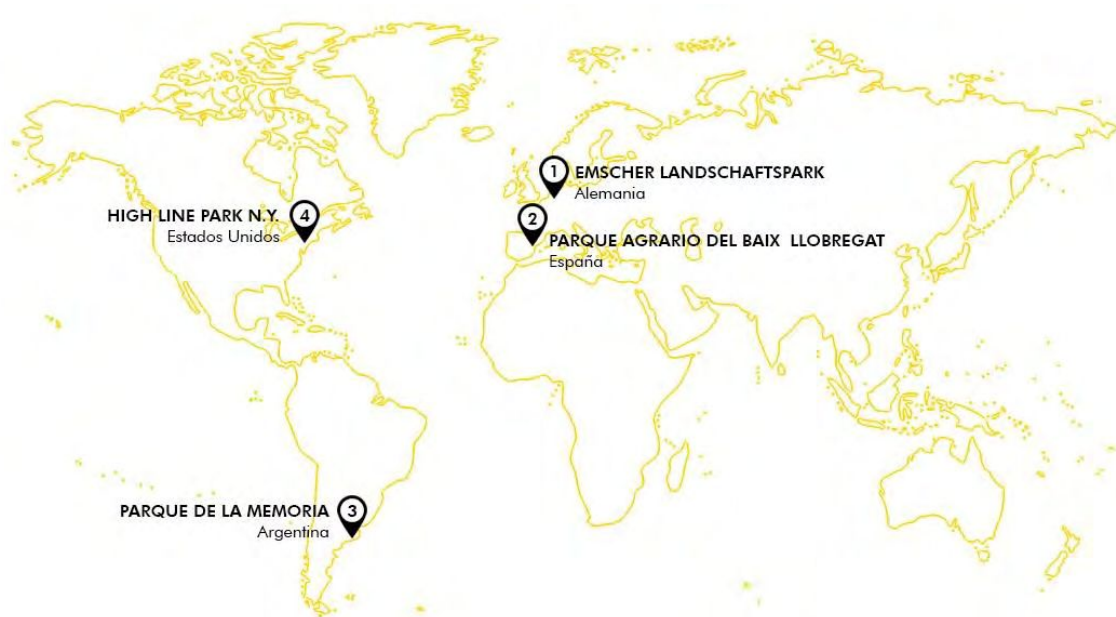 1 EMSCHER LANDSCHAFTSPARK
Alemania
2 PARQUE AGRARIO DEL BAIX LLOBREGAT
España
HIGH LINE PARK N.Y. 4
Estados Unidos
PARQUE DE LA MEMORIA 3
Argentina